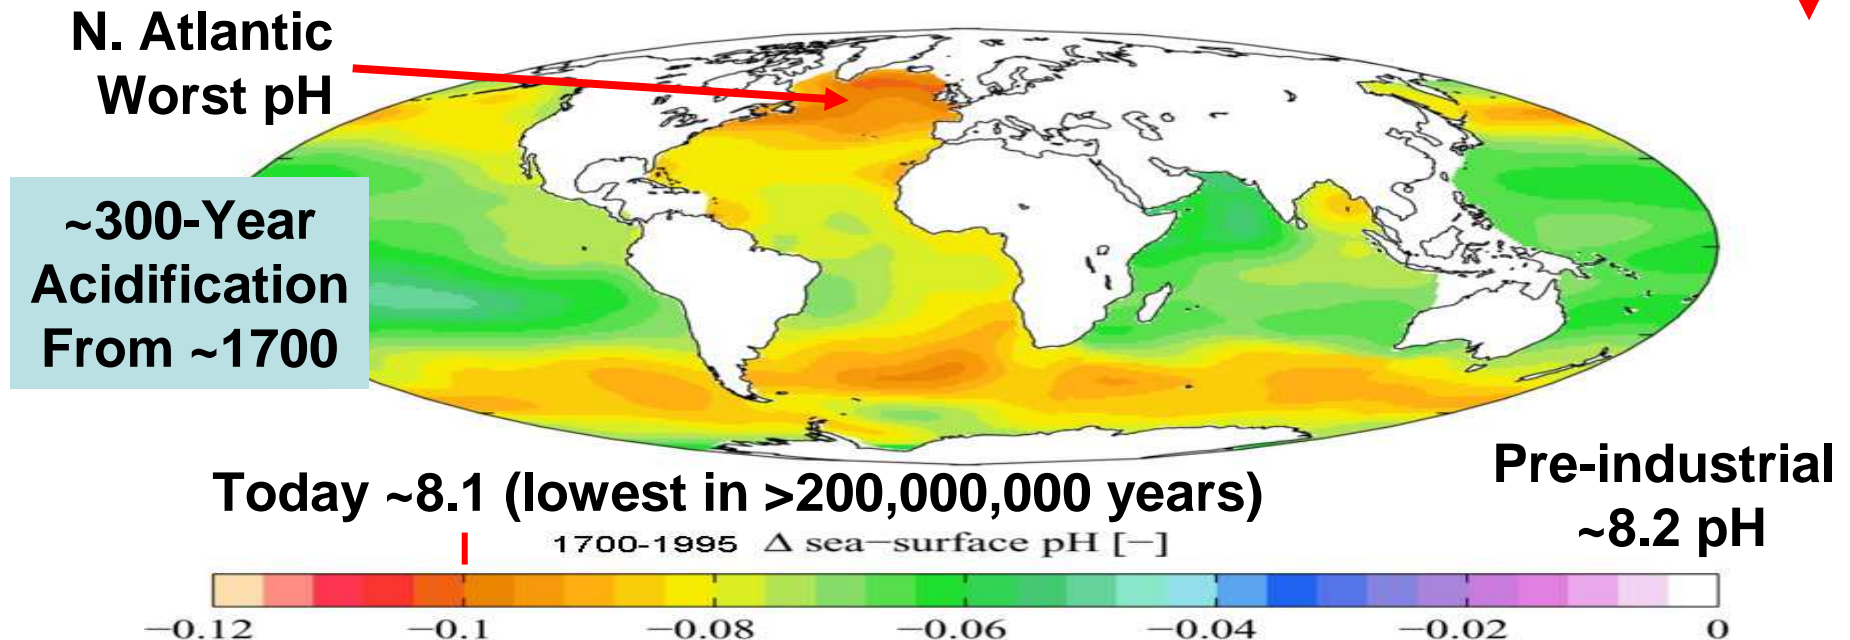 N. Atlantic
Worst pH
~300-Year
Acidification
From ~1700
Today ~8.1 (lowest in >200,000,000 years)
Pre-industrial
~8.2 pH
1700-1995 Δ sea−surface pH [−]
−0.12 −0.1 −0.08 −0.06 −0.04 −0.02 0